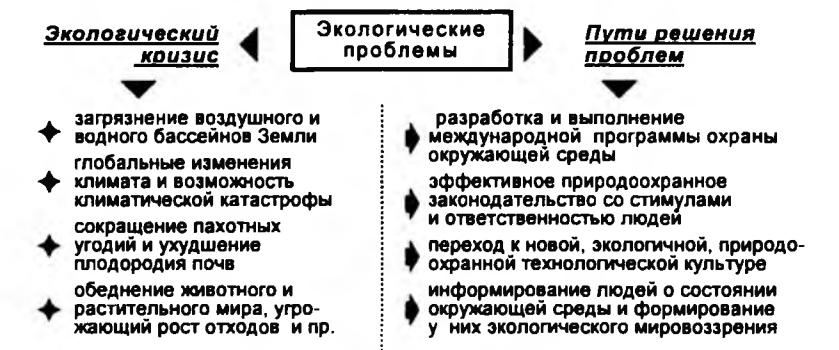 Экологические
проблемы
Экологический
кризис
загрязнение воздушного и
водного бассейнов Земли
глобальные изменения
климата и возможность
климатической катастрофы
сокращение пахотных
угодий и ухудшение
плодородия почв
обеднение животного и
растительного мира, угро-
жающий рост отходов и пр.
Пути решения
проблем
разработка и выполнение
международной программы охраны
окружающей среды
эффективное природоохранное
законодательство со стимулами
и ответственностью людей
переход к новой, экологичной, природо-
охранной технологической культуре
информирование людей о состоянии
окружающей среды и формирование
у них экологического мировоззрения